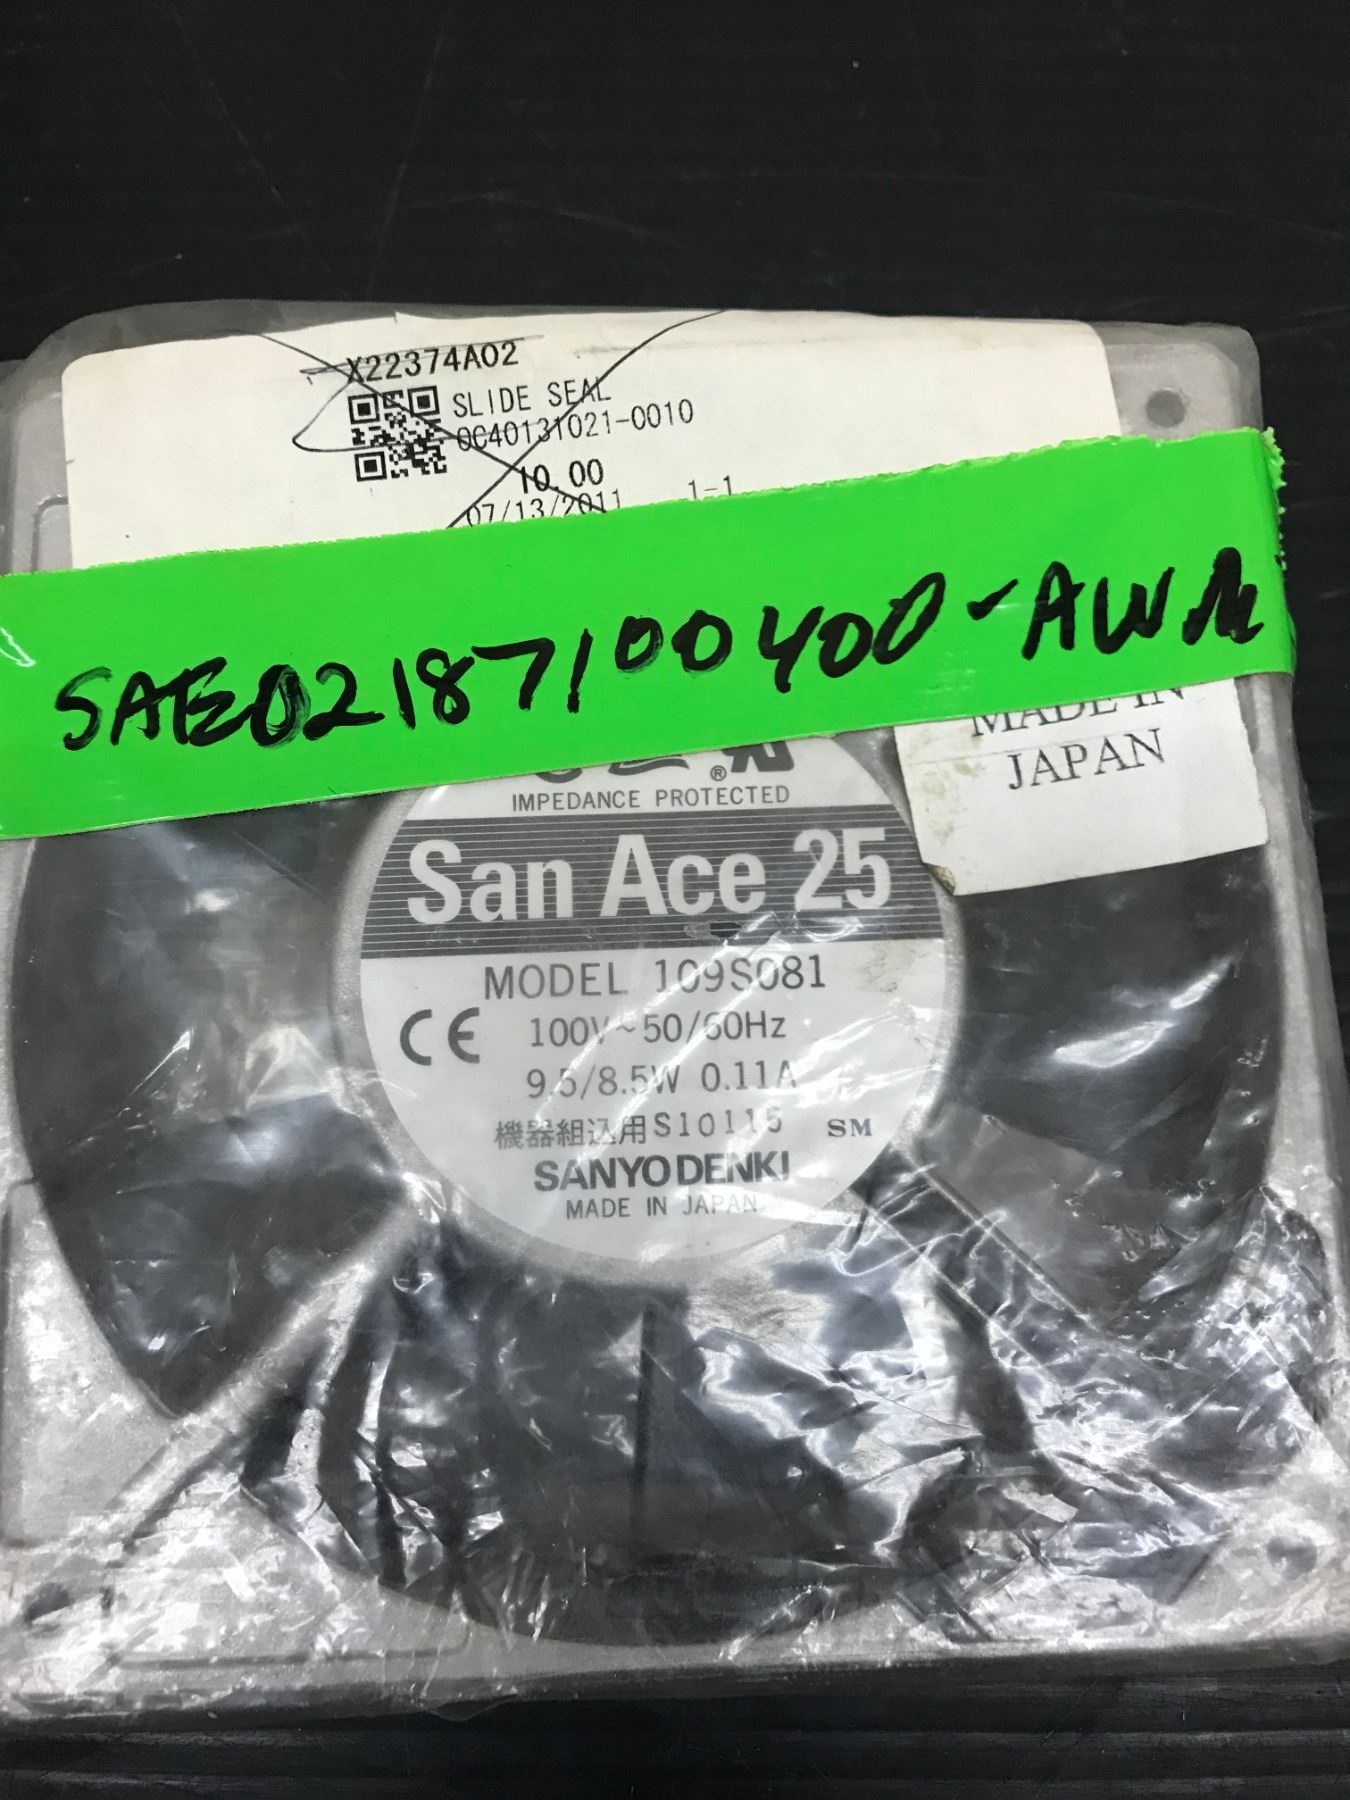 X22374A02
SLIDE SEAL
0C40131021-0010
10.00
07/13/2011 1-1
SAE02187100400-AWM
MADE IN
JAPAN
IMPEDANCE PROTECTED
San Ace 25
MODEL 109S081
CE 100V~50/60Hz
9.5/8.5W 0.11A
機器組込用S10115 SM
SANYO DENKI
MADE IN JAPAN